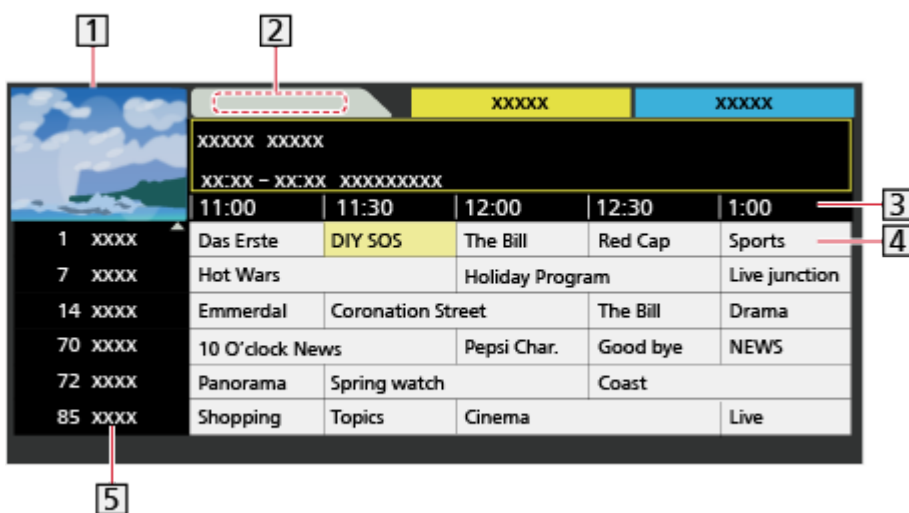 1 2
xxxxx xxxxx
xxxxx xxxxx
xx:xx – xx:xx xxxxxxxxx
11:00 11:30 12:00 12:30 1:00 3
1 xxxx Das Erste DIY SOS The Bill Red Cap Sports 4
7 xxxx Hot Wars Holiday Program Live junction
14 xxxx Emmerdal Coronation Street The Bill Drama
70 xxxx 10 O'clock News Pepsi Char. Good bye NEWS
72 xxxx Panorama Spring watch Coast
85 xxxx Shopping Topics Cinema Live
5